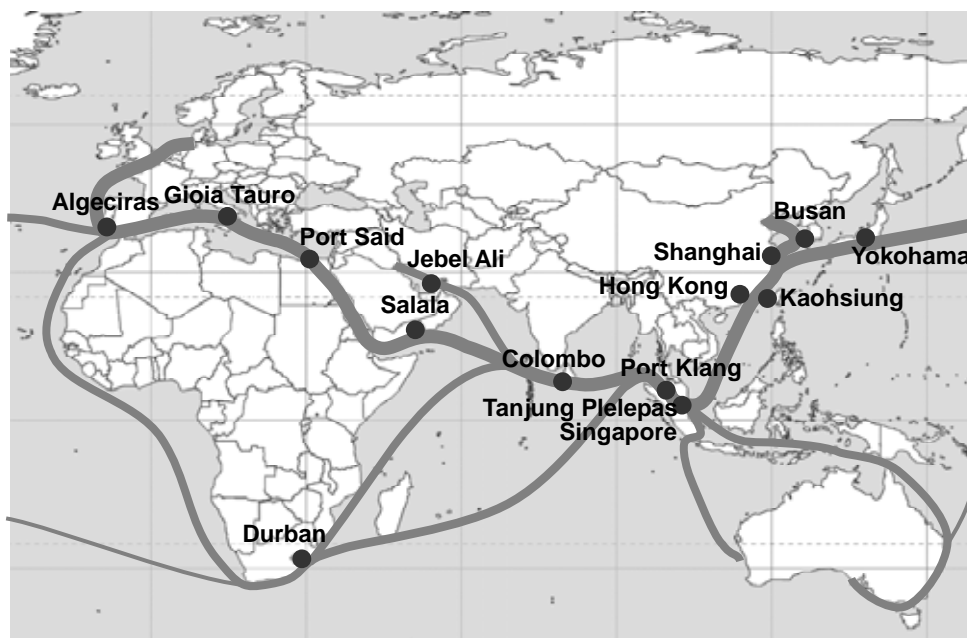 Algeciras
Gioia Tauro
Port Said
Jebel Ali
Salala
Busan
Shanghai
Yokohama
Hong Kong
Kaohsiung
Colombo
Port Klang
Tanjung Plelepas
Singapore
Durban